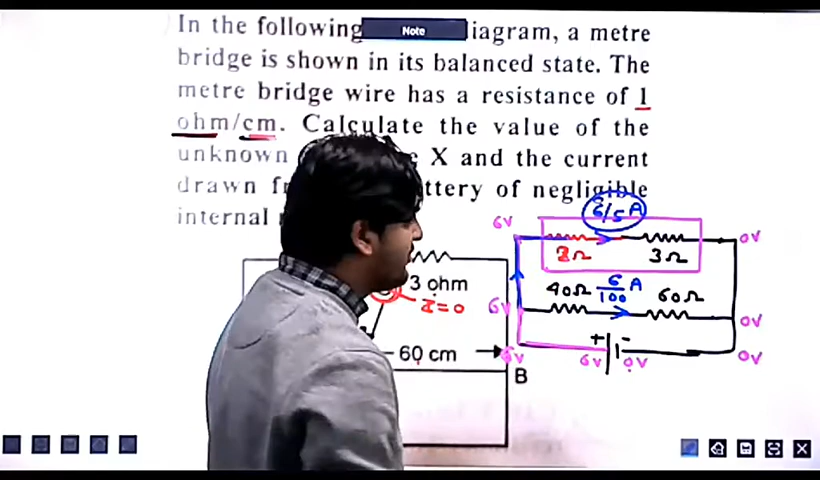 In the following
Note
iagram, a metre
bridge is shown in its balanced state. The
metre bridge wire has a resistance of 1
ohm/cm. Calculate the value of the
unknown X and the current
drawn ttery of negligible
internal
6/5 A
6V
2Ω
3Ω
0V
40Ω
6/100 A
60Ω
6V
0V
3 ohm
I=0
60 cm
6V
6V
+
-
0V
0V
B